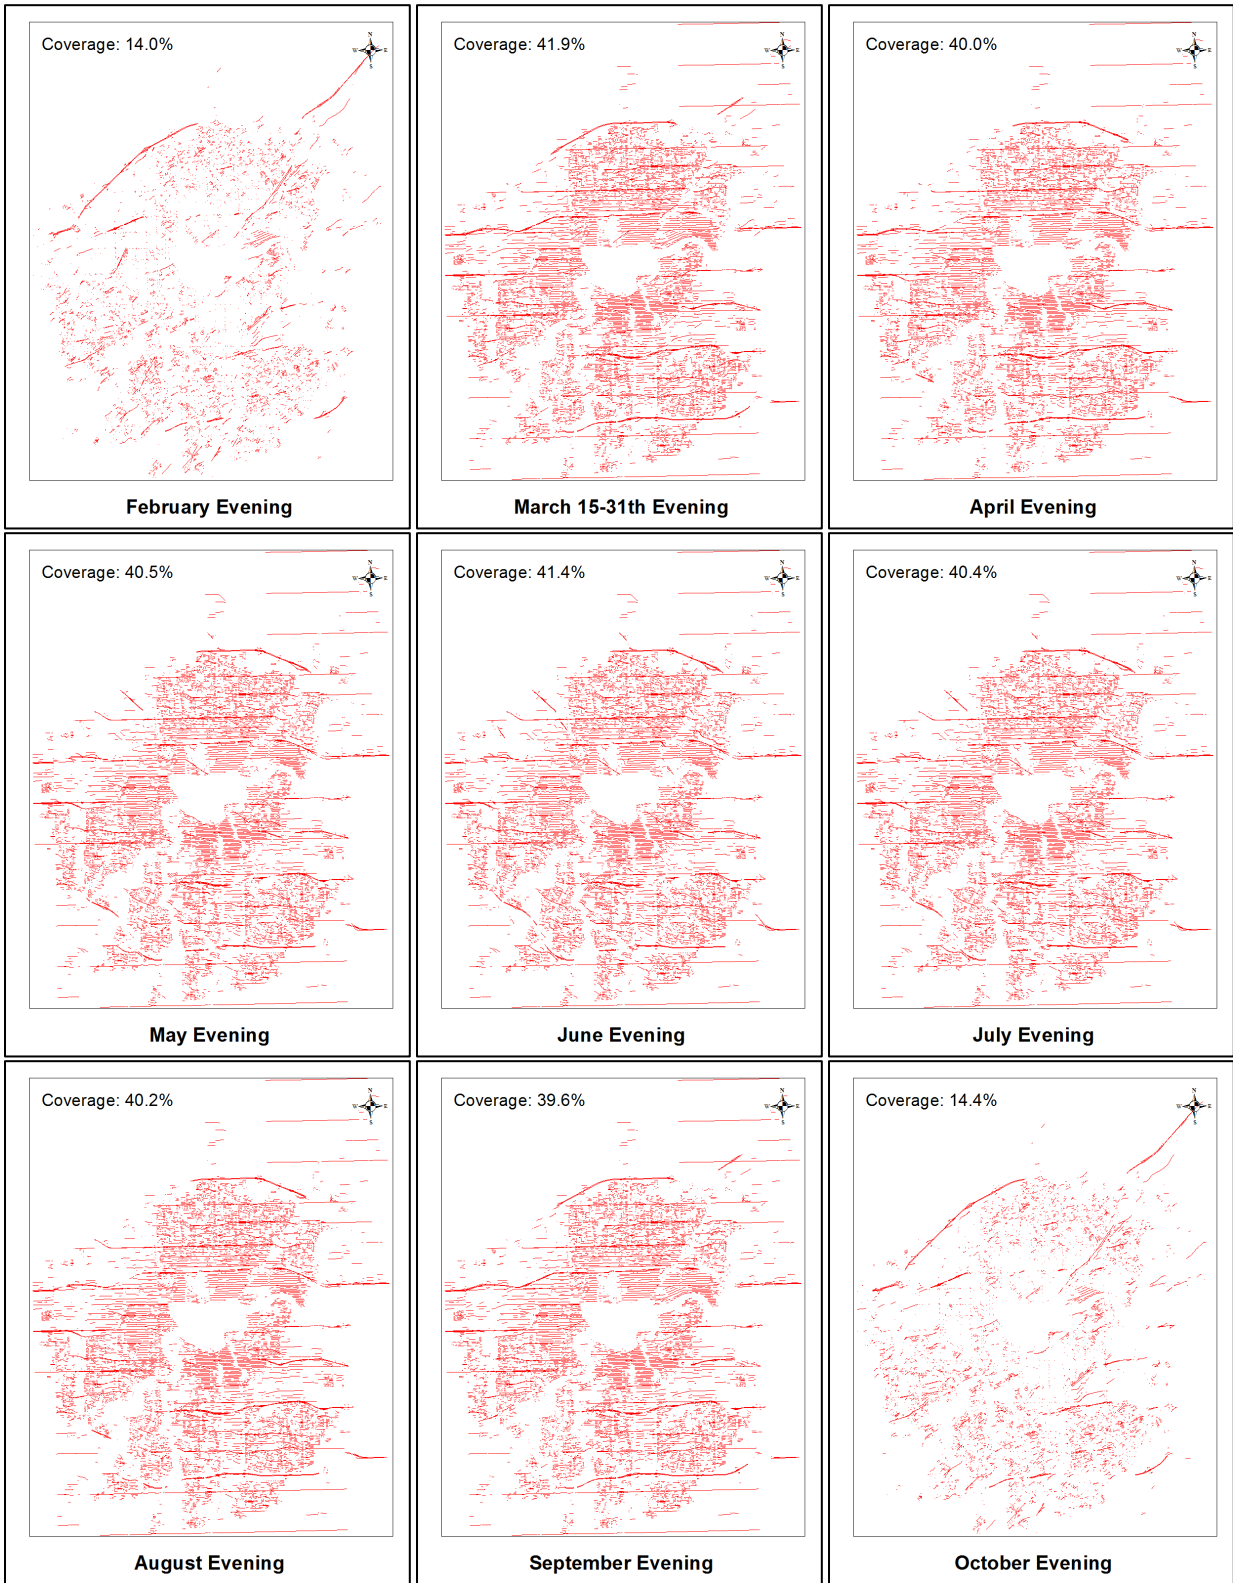 Coverage: 14.0%
N
W E
S
February Evening
Coverage: 41.9%
N
W E
S
March 15-31th Evening
Coverage: 40.0%
N
W E
S
April Evening
Coverage: 40.5%
N
W E
S
May Evening
Coverage: 41.4%
N
W E
S
June Evening
Coverage: 40.4%
N
W E
S
July Evening
Coverage: 40.2%
N
W E
S
August Evening
Coverage: 39.6%
N
W E
S
September Evening
Coverage: 14.4%
N
W E
S
October Evening